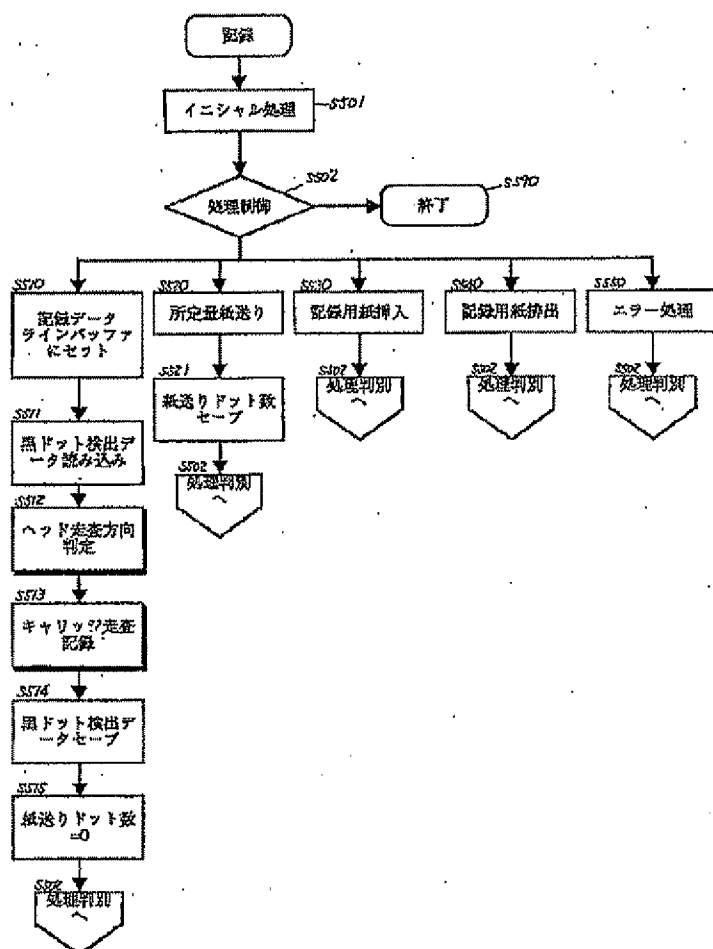 記録
イニシャル処理
S501
S502
処理制御
S590
終了
S510
記録データ
ラインバッファ
にセット
S511
黒ドット検出デ
ータ読み込み
S512
ヘッド走査方向
判定
S513
キャリッジ走査
記録
S514
黒ドット検出デ
ータセーブ
S515
紙送りドット数
=0
S502
処理判別
へ
S520
所定量紙送り
S521
紙送りドット数
セーブ
S502
処理判別
へ
S530
記録用紙挿入
S502
処理判別
へ
S540
記録用紙排出
S502
処理判別
へ
S550
エラー処理
S502
処理判別
へ